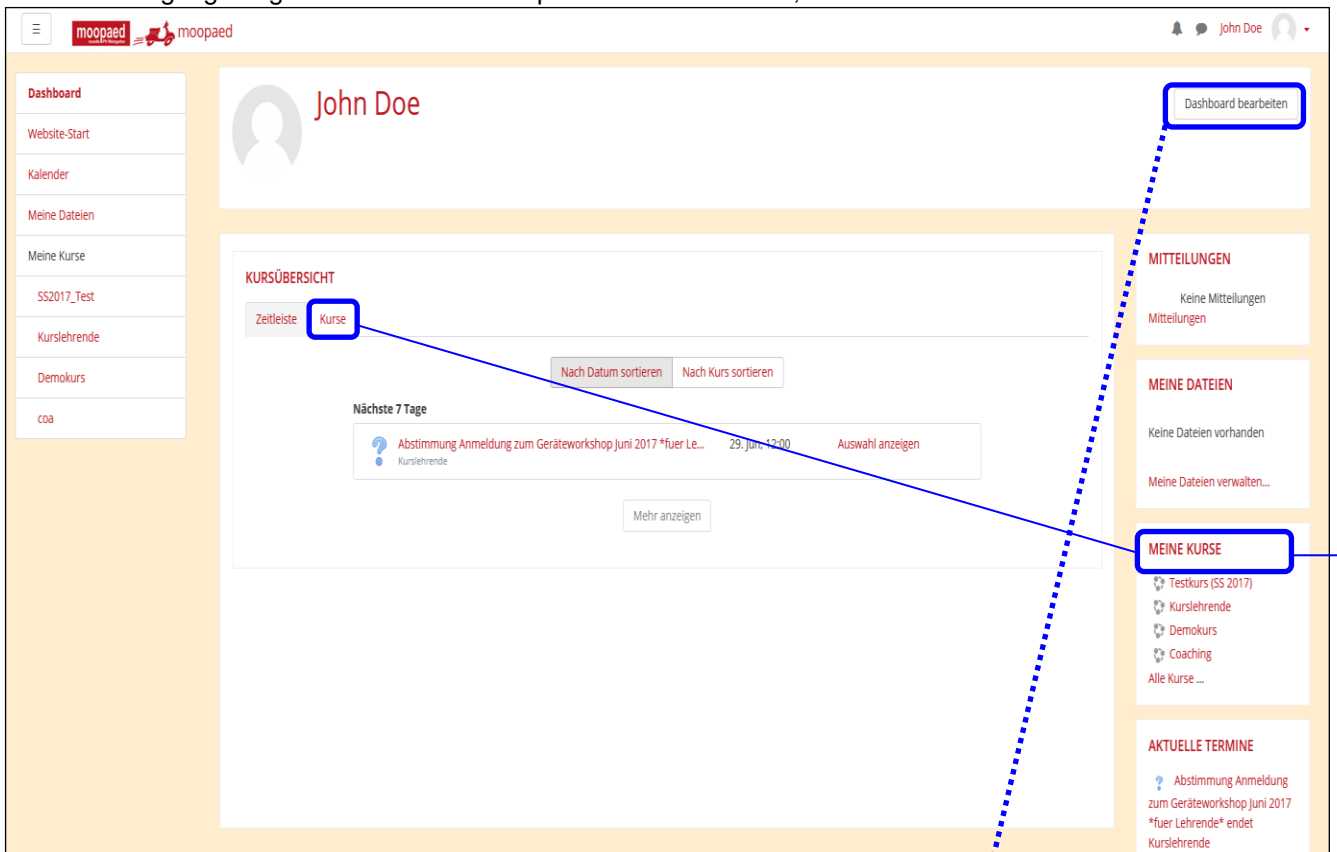 moopaed
moopaed
John Doe
Dashboard
Website-Start
Kalender
Meine Dateien
Meine Kurse
SS2017_Test
Kurslehrende
Demokurs
coa
John Doe
Dashboard bearbeiten
KURSÜBERSICHT
Zeitleiste Kurse
Nach Datum sortieren Nach Kurs sortieren
Nächste 7 Tage
Abstimmung Anmeldung zum Geräteworkshop Juni 2017 *fuer Le... 29. Jun, 12:00 Auswahl anzeigen
Kurslehrende
Mehr anzeigen
MITTEILUNGEN
Keine Mitteilungen
Mitteilungen
MEINE DATEIEN
Keine Dateien vorhanden
Meine Dateien verwalten...
MEINE KURSE
Testkurs (SS 2017)
Kurslehrende
Demokurs
Coaching
Alle Kurse ...
AKTUELLE TERMINE
Abstimmung Anmeldung
zum Geräteworkshop Juni 2017
*fuer Lehrende* endet
Kurslehrende